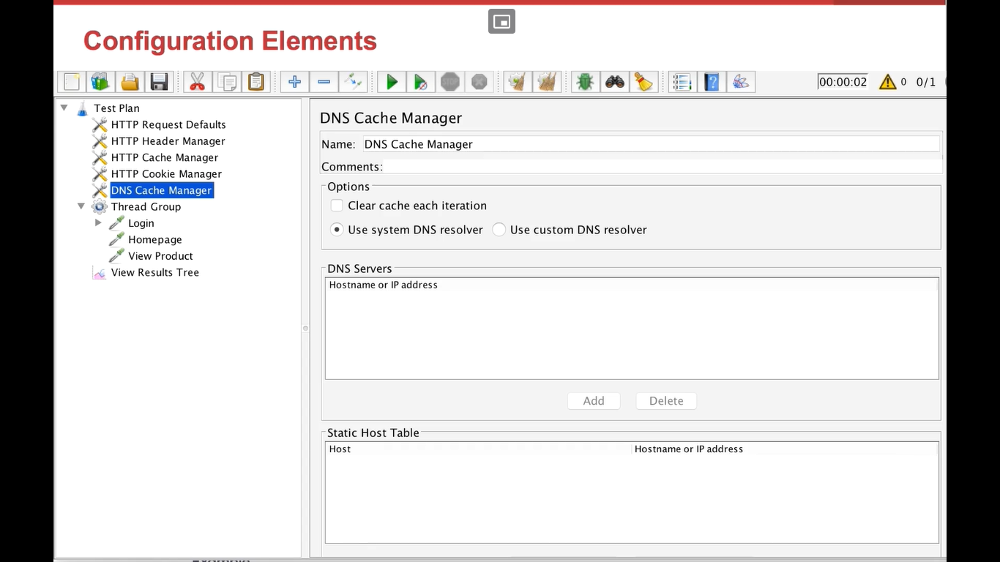 Configuration Elements
STOP
00:00:02 0 0/1
Test Plan
HTTP Request Defaults
HTTP Header Manager
HTTP Cache Manager
HTTP Cookie Manager
DNS Cache Manager
Thread Group
Login
Homepage
View Product
View Results Tree
DNS Cache Manager
Name: DNS Cache Manager
Comments:
Options
Clear cache each iteration
Use system DNS resolver Use custom DNS resolver
DNS Servers
Hostname or IP address
Add Delete
Static Host Table
Host Hostname or IP address